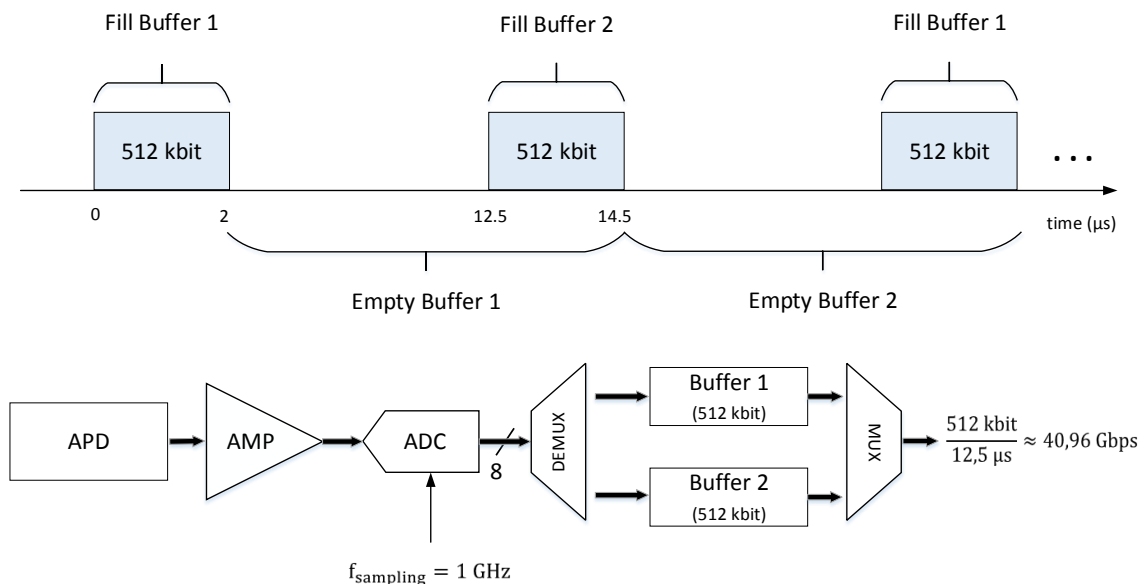 Fill Buffer 1
Fill Buffer 2
Fill Buffer 1
512 kbit
512 kbit
512 kbit
...
0
2
12.5
14.5
time (µs)
Empty Buffer 1
Empty Buffer 2
APD
AMP
ADC
8
DEMUX
Buffer 1
(512 kbit)
Buffer 2
(512 kbit)
MUX
512 kbit
12,5 µs
≈ 40,96 Gbps
f_sampling = 1 GHz